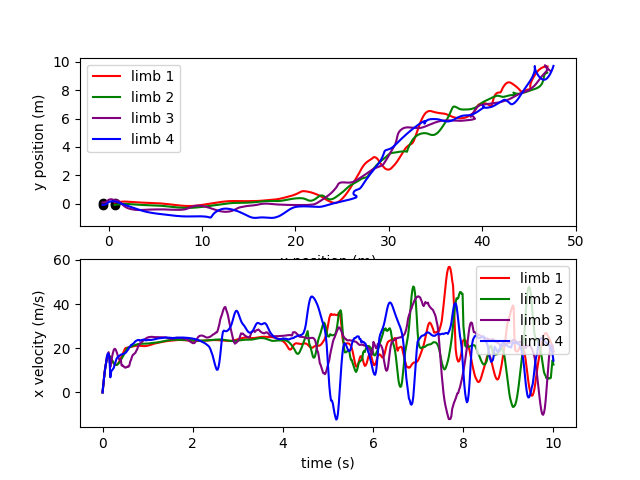 10
8
6
4
2
0
y position (m)
limb 1
limb 2
limb 3
limb 4
0 10 20 30 40 50
x position (m)
60
40
20
0
x velocity (m/s)
limb 1
limb 2
limb 3
limb 4
0 2 4 6 8 10
time (s)